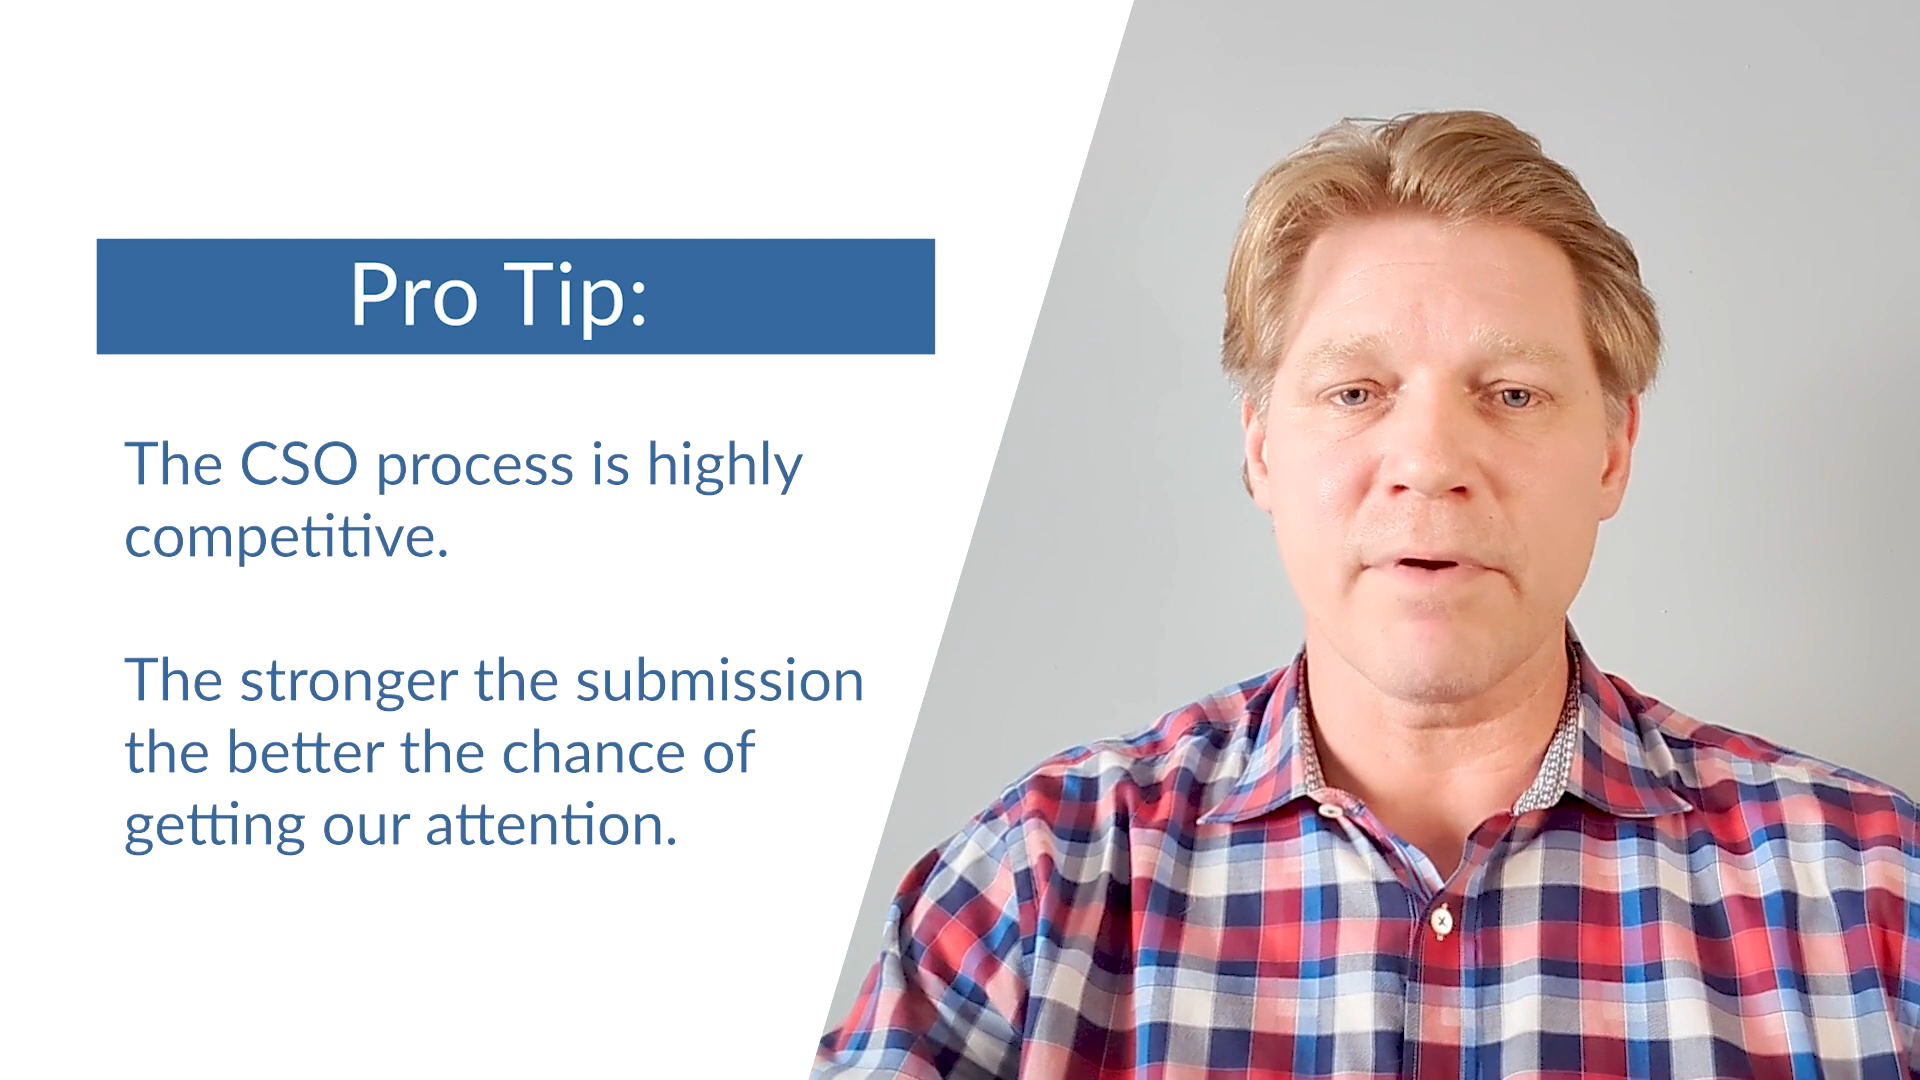 Pro Tip:
The CSO process is highly
competitive.
The stronger the submission
the better the chance of
getting our attention.